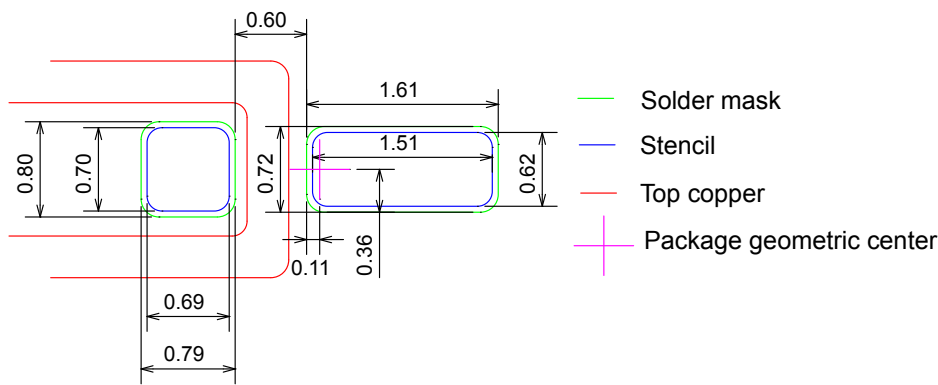 0.60
1.61
1.51
0.80
0.70
0.72
0.62
0.11
0.36
0.69
0.79
Solder mask
Stencil
Top copper
Package geometric center